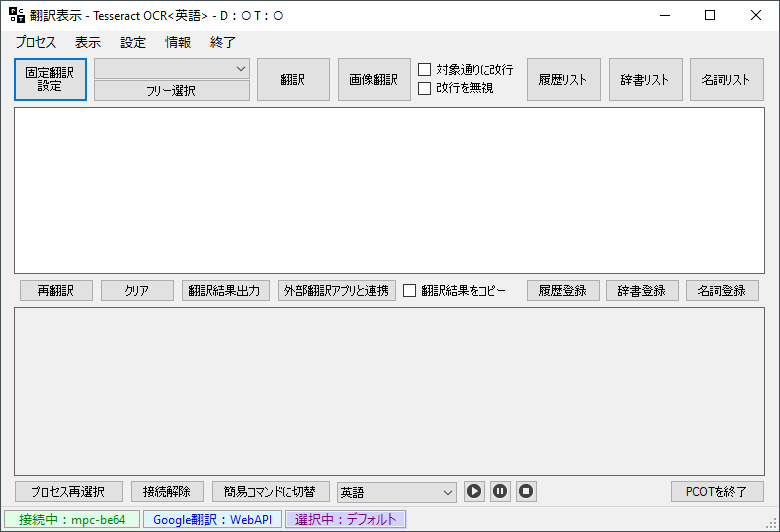 翻訳表示 - Tesseract OCR<英語> - D：○ T：○
プロセス 表示 設定 情報 終了
固定翻訳
設定
フリー選択
翻訳
画像翻訳
対象通りに改行
改行を無視
履歴リスト
辞書リスト
名詞リスト
再翻訳
クリア
翻訳結果出力
外部翻訳アプリと連携
翻訳結果をコピー
履歴登録
辞書登録
名詞登録
プロセス再選択
接続解除
簡易コマンドに切替
英語
PCOTを終了
接続中：mpc-be64
Google翻訳：WebAPI
選択中：デフォルト